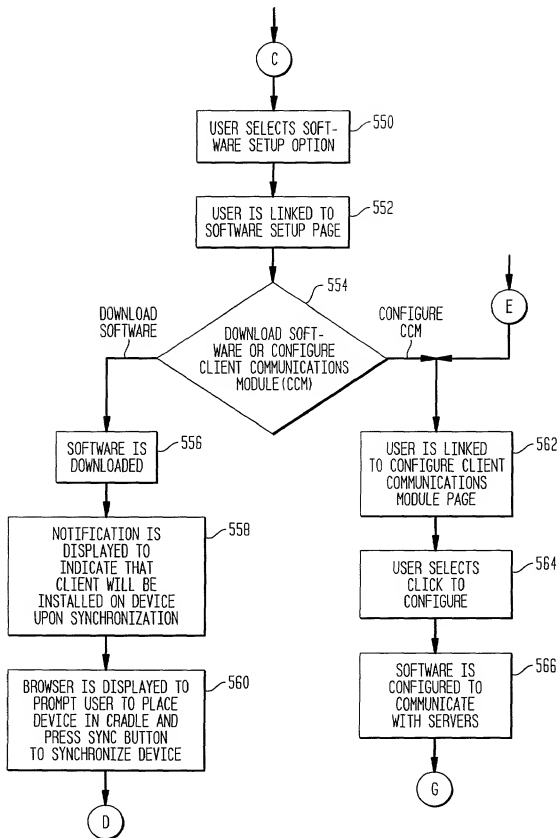 C
USER SELECTS SOFT-
WARE SETUP OPTION
550
USER IS LINKED TO
SOFTWARE SETUP PAGE
552
554
DOWNLOAD
SOFTWARE
DOWNLOAD SOFT-
WARE OR CONFIGURE
CLIENT COMMUNICATIONS
MODULE(CCM)
CONFIGURE
CCM
E
SOFTWARE IS
DOWNLOADED
556
NOTIFICATION IS
DISPLAYED TO
INDICATE THAT
CLIENT WILL BE
INSTALLED ON DEVICE
UPON SYNCHRONIZATION
558
BROWSER IS DISPLAYED TO
PROMPT USER TO PLACE
DEVICE IN CRADLE AND
PRESS SYNC BUTTON
TO SYNCHRONIZE DEVICE
560
D
USER IS LINKED
TO CONFIGURE CLIENT
COMMUNICATIONS
MODULE PAGE
562
USER SELECTS
CLICK TO
CONFIGURE
564
SOFTWARE IS
CONFIGURED TO
COMMUNICATE
WITH SERVERS
566
G